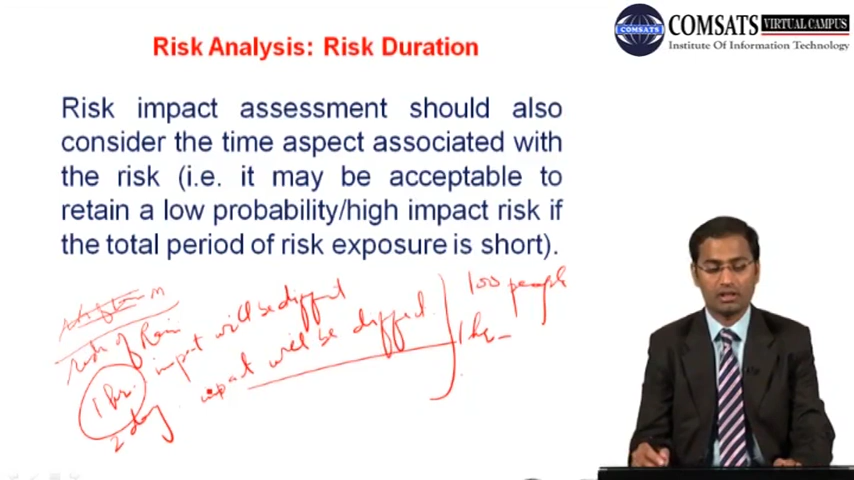 COMSATS VIRTUAL CAMPUS
Institute Of Information Technology
COMSATS
Risk Analysis: Risk Duration
Risk impact assessment should also
consider the time aspect associated with
the risk (i.e. it may be acceptable to
retain a low probability/high impact risk if
the total period of risk exposure is short).
risk of Rain
1 hr. impact will be different
2 day impact will be different
100 people
1 hr